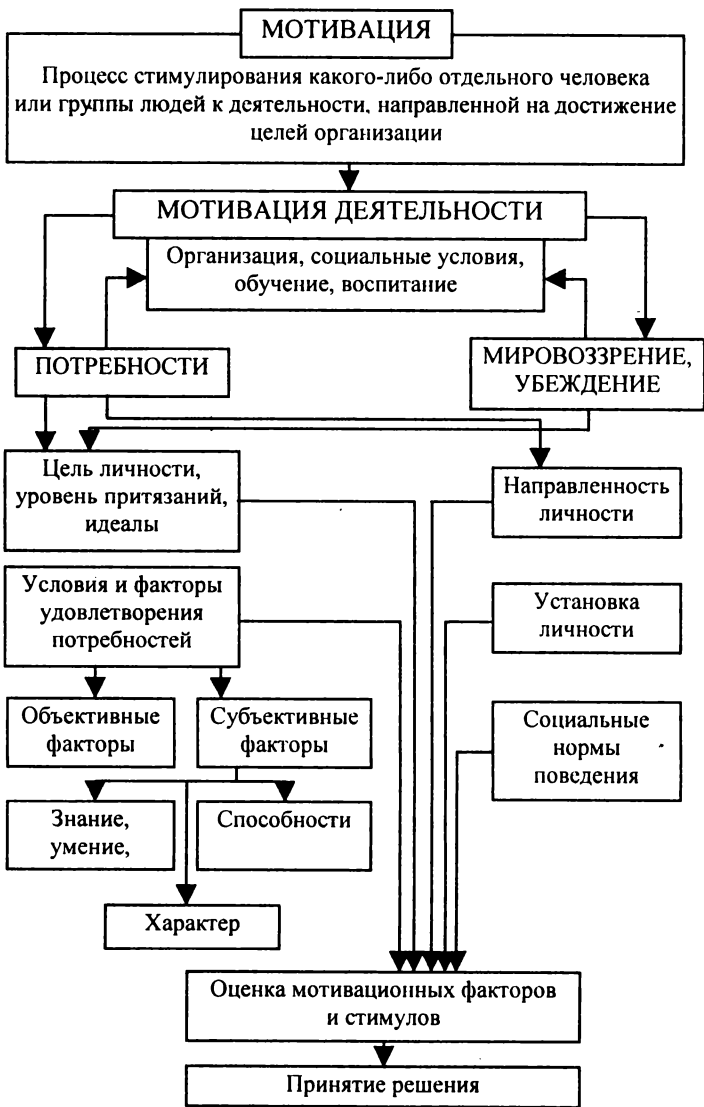 МОТИВАЦИЯ
Процесс стимулирования какого-либо отдельного человека
или группы людей к деятельности, направленной на достижение
целей организации
МОТИВАЦИЯ ДЕЯТЕЛЬНОСТИ
Организация, социальные условия,
обучение, воспитание
ПОТРЕБНОСТИ
МИРОВОЗЗРЕНИЕ,
УБЕЖДЕНИЕ
Цель личности,
уровень притязаний,
идеалы
Направленность
личности
Условия и факторы
удовлетворения
потребностей
Установка
личности
Объективные
факторы
Субъективные
факторы
Социальные
нормы
поведения
Знание,
умение,
Способности
Характер
Оценка мотивационных факторов
и стимулов
Принятие решения